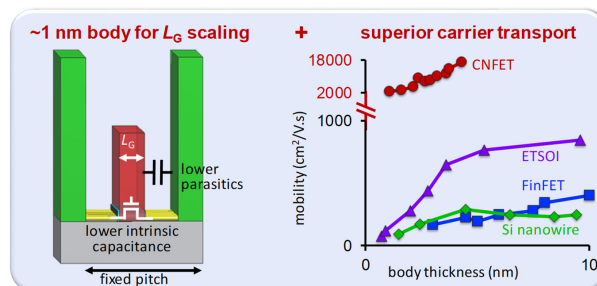 ~1 nm body for LG scaling
+
superior carrier transport
LG
lower
parasitics
lower intrinsic
capacitance
fixed pitch
mobility (cm2/V.s)
18000
2000
1000
0
CNFET
ETSOI
FinFET
Si nanowire
0
10
body thickness (nm)